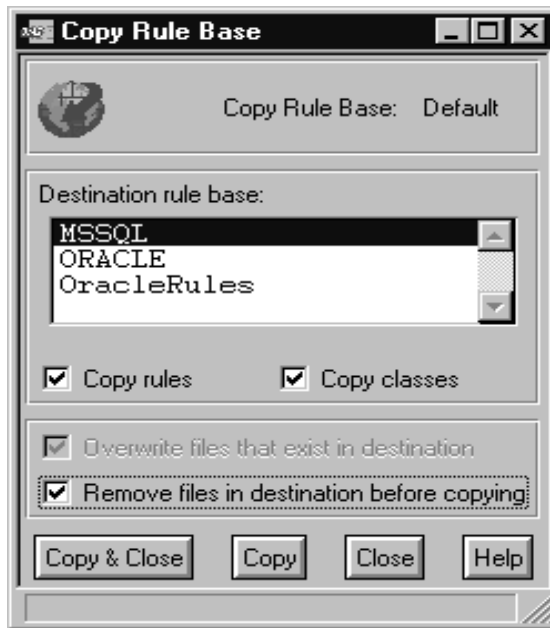 Copy Rule Base
Copy Rule Base: Default
Destination rule base:
MSSQL
ORACLE
OracleRules
Copy rules Copy classes
Overwrite files that exist in destination
Remove files in destination before copying
Copy & Close Copy Close Help